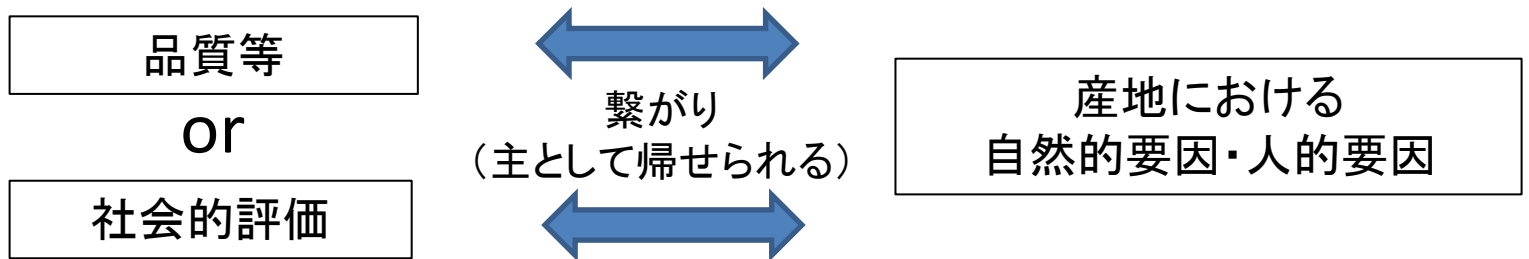 品質等
or
社会的評価
繋がり
（主として帰せられる）
産地における
自然的要因・人的要因